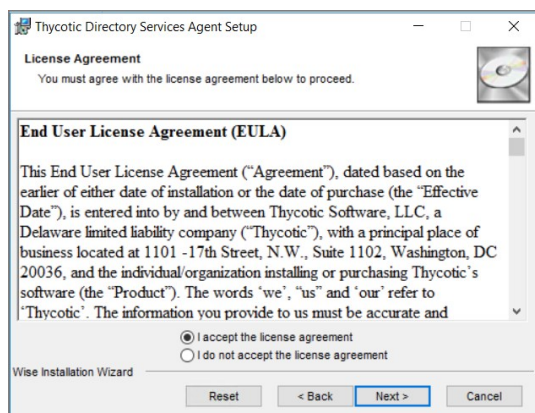 Thycotic Directory Services Agent Setup
License Agreement
You must agree with the license agreement below to proceed.
End User License Agreement (EULA)
This End User License Agreement (“Agreement”), dated based on the
earlier of either date of installation or the date of purchase (the “Effective
Date”), is entered into by and between Thycotic Software, LLC, a
Delaware limited liability company (“Thycotic”), with a principal place of
business located at 1101 -17th Street, N.W., Suite 1102, Washington, DC
20036, and the individual/organization installing or purchasing Thycotic’s
software (the “Product”). The words ‘we’, “us” and ‘our’ refer to
‘Thycotic’. The information you provide to us must be accurate and
I accept the license agreement
I do not accept the license agreement
Wise Installation Wizard
Reset
< Back
Next >
Cancel